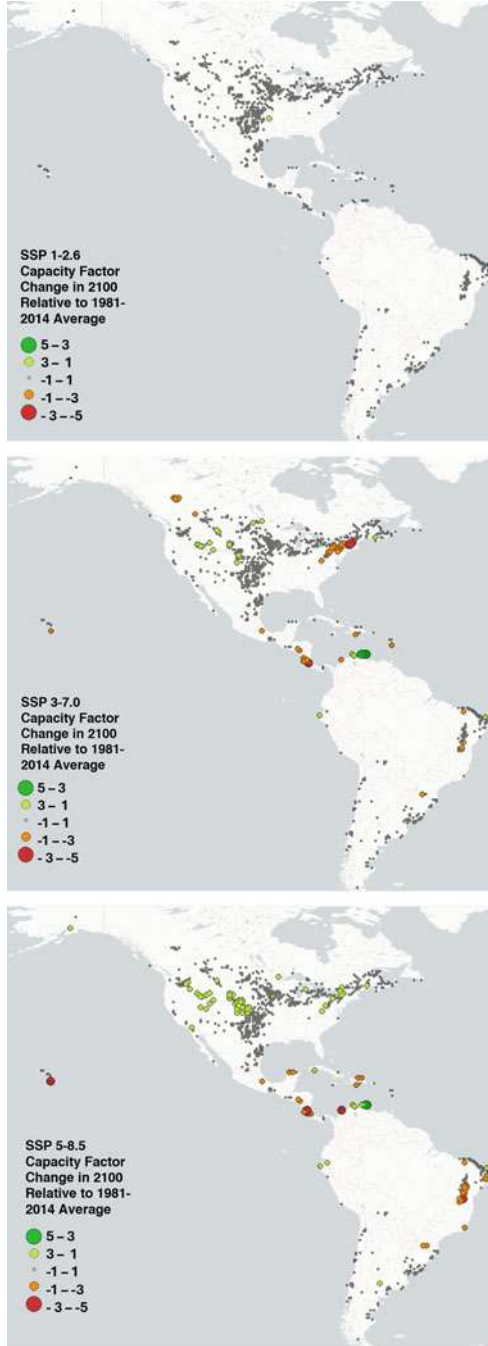 SSP 1-2.6
Capacity Factor
Change in 2100
Relative to 1981-
2014 Average
5 – 3
3 – 1
-1 – 1
-1 – -3
- 3 – -5
SSP 3-7.0
Capacity Factor
Change in 2100
Relative to 1981-
2014 Average
5 – 3
3 – 1
-1 – 1
-1 – -3
- 3 – -5
SSP 5-8.5
Capacity Factor
Change in 2100
Relative to 1981-
2014 Average
5 – 3
3 – 1
-1 – 1
-1 – -3
- 3 – -5